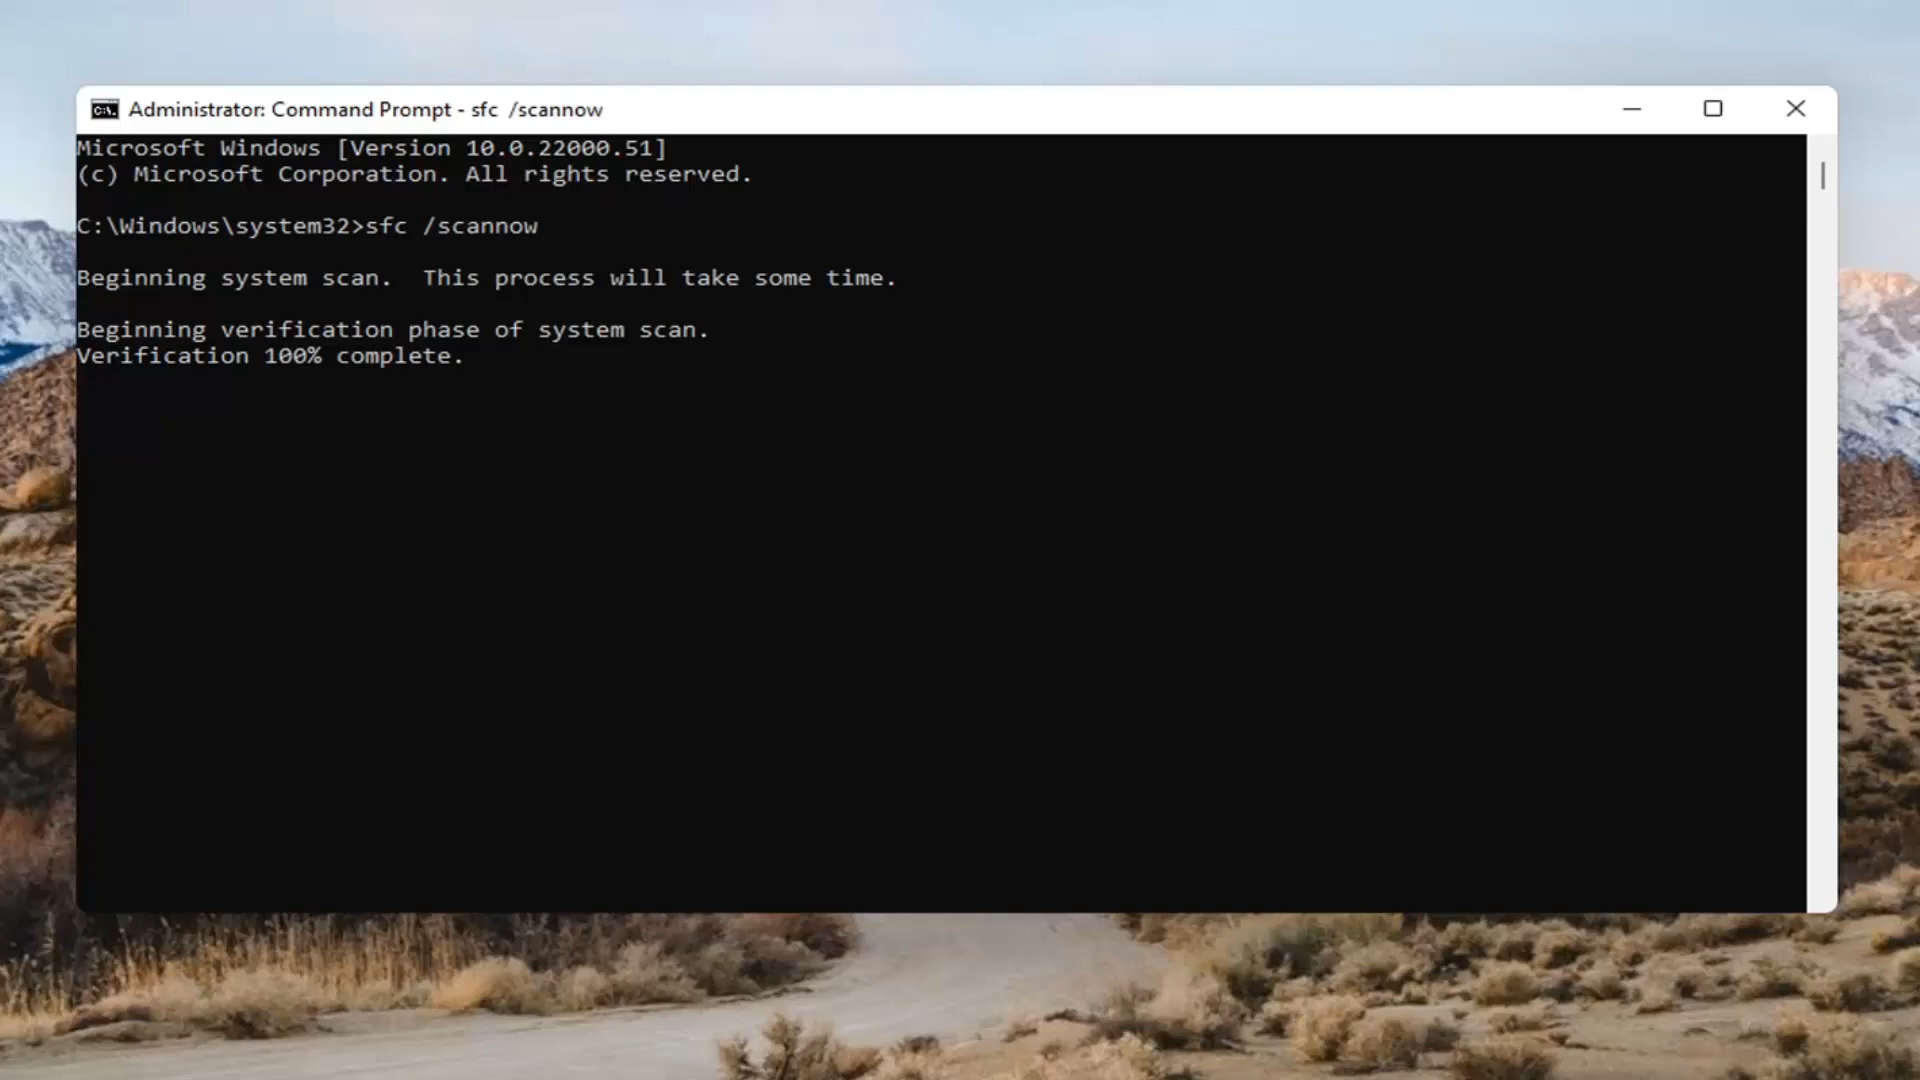 Administrator: Command Prompt - sfc  /scannow
Microsoft Windows [Version 10.0.22000.51]
(c) Microsoft Corporation. All rights reserved.
C:\Windows\system32>sfc /scannow
Beginning system scan.  This process will take some time.
Beginning verification phase of system scan.
Verification 100% complete.